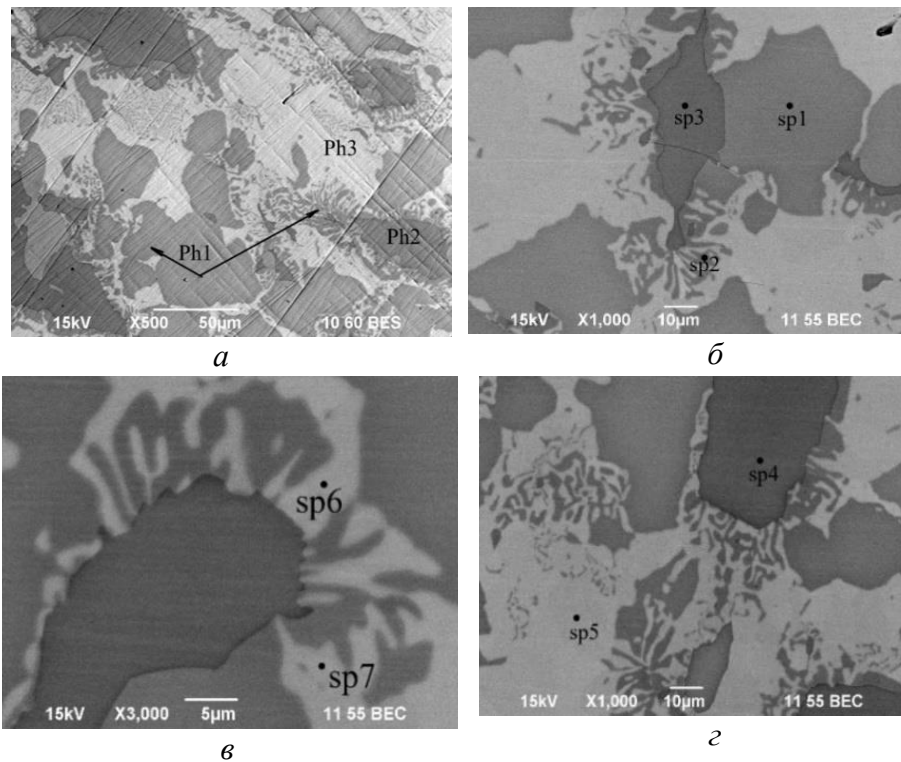 Ph3
Ph1
Ph2
15kV X500 50µm 10 60 BES
а
sp3
sp1
sp2
15kV X1,000 10µm 11 55 BEC
б
sp6
sp7
15kV X3,000 5µm 11 55 BEC
в
sp4
sp5
15kV X1,000 10µm 11 55 BEC
г